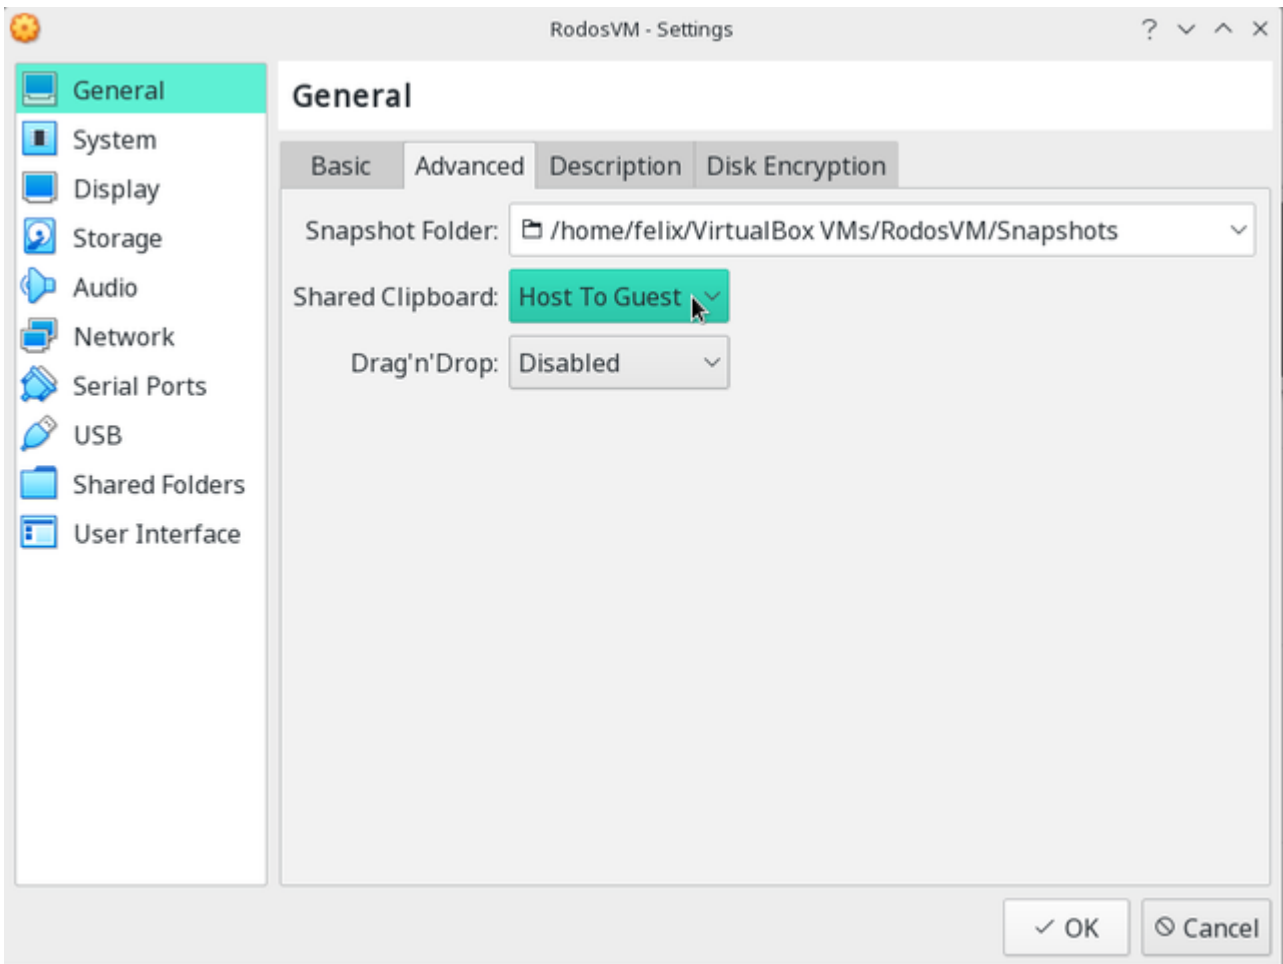 RodosVM - Settings
General
System
Display
Storage
Audio
Network
Serial Ports
USB
Shared Folders
User Interface
General
Basic Advanced Description Disk Encryption
Snapshot Folder: /home/felix/VirtualBox VMs/RodosVM/Snapshots
Shared Clipboard: Host To Guest
Drag'n'Drop: Disabled
OK Cancel